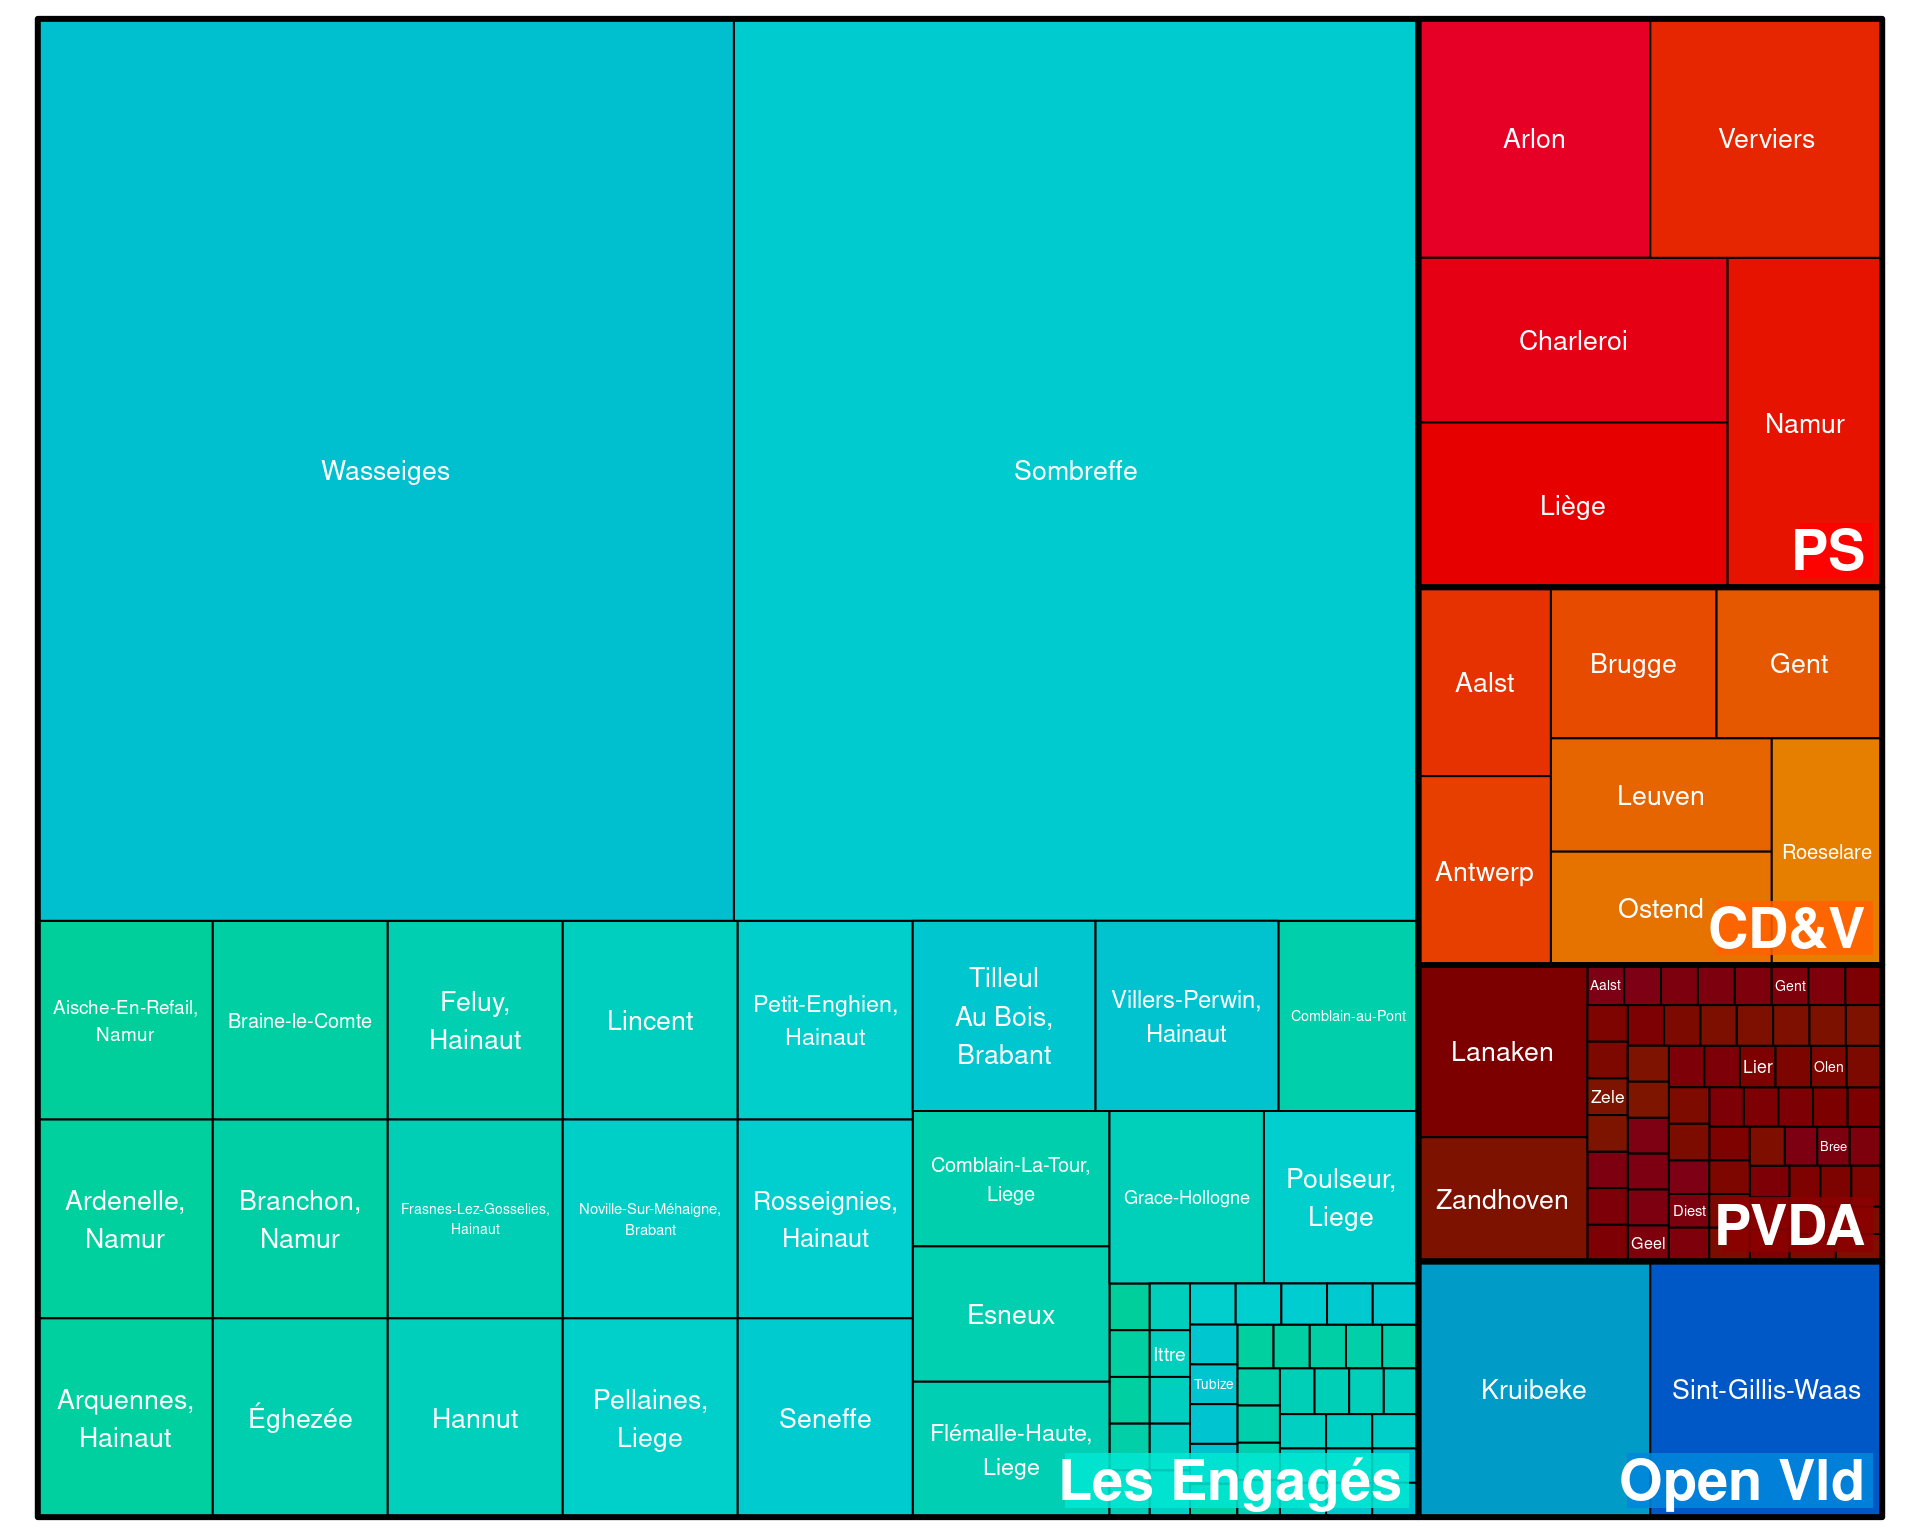 Wasseiges
Sombreffe
Aische-En-Refail,
Namur
Braine-le-Comte
Feluy,
Hainaut
Lincent
Petit-Enghien,
Hainaut
Tilleul
Au Bois,
Brabant
Villers-Perwin,
Hainaut
Comblain-au-Pont
Ardenelle,
Namur
Branchon,
Namur
Frasnes-Lez-Gosselies,
Hainaut
Noville-Sur-Méhaigne,
Brabant
Rosseignies,
Hainaut
Comblain-La-Tour,
Liege
Grace-Hollogne
Poulseur,
Liege
Esneux
Ittre
Tubize
Arquennes,
Hainaut
Éghezée
Hannut
Pellaines,
Liege
Seneffe
Flémalle-Haute,
Liege
Les Engagés
Arlon
Verviers
Charleroi
Namur
Liège
PS
Aalst
Brugge
Gent
Leuven
Roeselare
Antwerp
Ostend
CD&V
Aalst
Gent
Lanaken
Lier
Olen
Zele
Bree
Zandhoven
Diest
Geel
PVDA
Kruibeke
Sint-Gillis-Waas
Open Vld